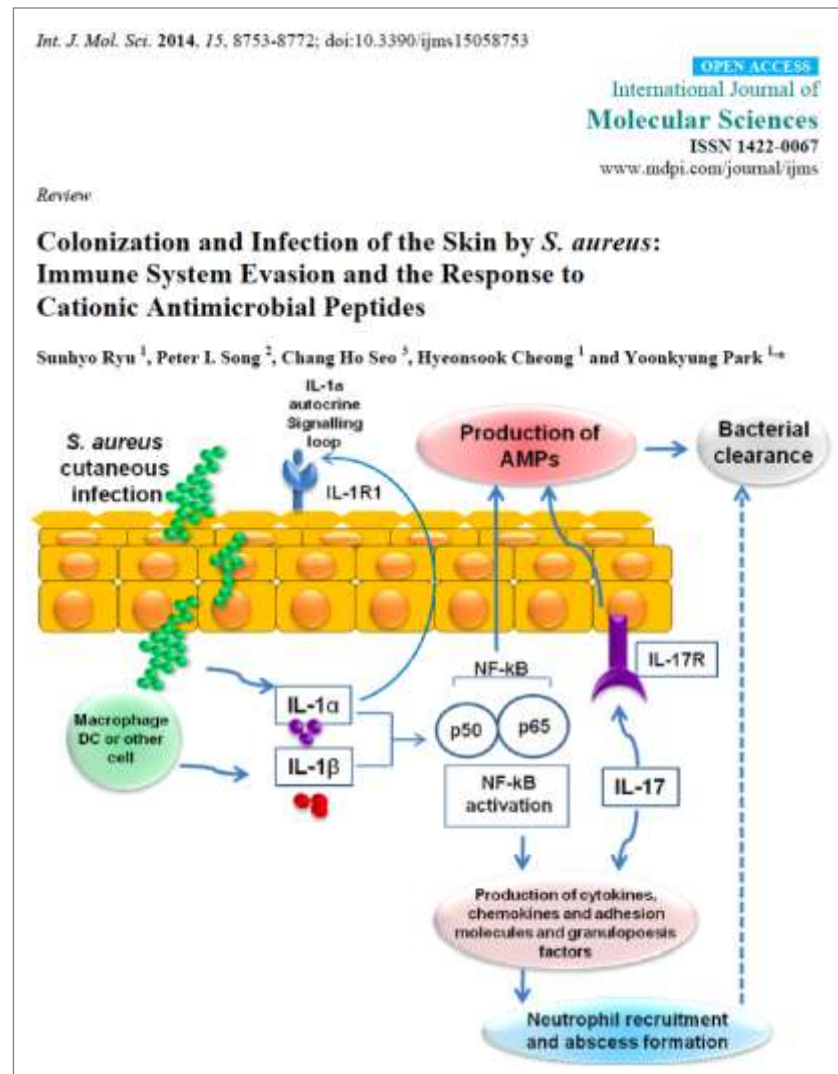 Int. J. Mol. Sci. 2014, 15, 8753-8772; doi:10.3390/ijms15058753
OPEN ACCESS
International Journal of
Molecular Sciences
ISSN 1422-0067
www.mdpi.com/journal/ijms
Review
Colonization and Infection of the Skin by S. aureus:
Immune System Evasion and the Response to
Cationic Antimicrobial Peptides
Sunhyo Ryu 1, Peter I. Song 2, Chang Ho Seo 3, Hyeonsook Cheong 1 and Yoonkyung Park 1,*
IL-1a
autocrine
Signalling
loop
S. aureus
cutaneous
infection
IL-1R1
Production of
AMPs
Bacterial
clearance
IL-17R
NF-kB
Macrophage
DC or other
cell
IL-1α
IL-1β
p50
p65
NF-kB
activation
IL-17
Production of cytokines,
chemokines and adhesion
molecules and granulopoesis
factors
Neutrophil recruitment
and abscess formation